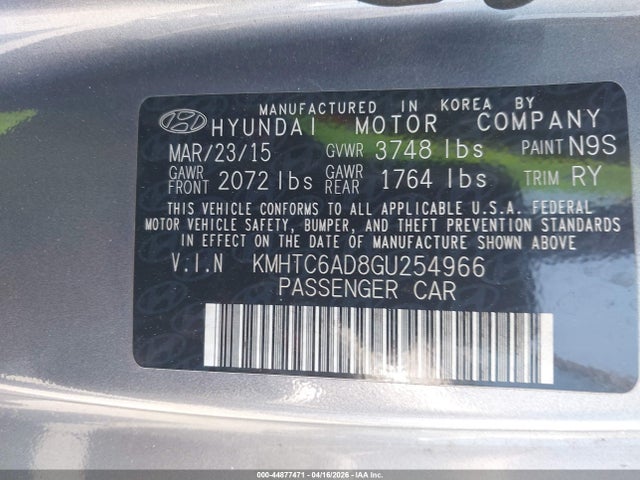 MANUFACTURED IN KOREA BY
HYUNDAI MOTOR COMPANY
MAR/23/15 GVWR 3748 lbs PAINT N9S
GAWR FRONT 2072 lbs GAWR REAR 1764 lbs TRIM RY
THIS VEHICLE CONFORMS TO ALL APPLICABLE U.S.A. FEDERAL
MOTOR VEHICLE SAFETY, BUMPER, AND THEFT PREVENTION STANDARDS
IN EFFECT ON THE DATE OF MANUFACTURE SHOWN ABOVE.
V.I.N KMHTC6AD8GU254966
PASSENGER CAR
000-44877471 - 04/16/2026 - IAAI.COM